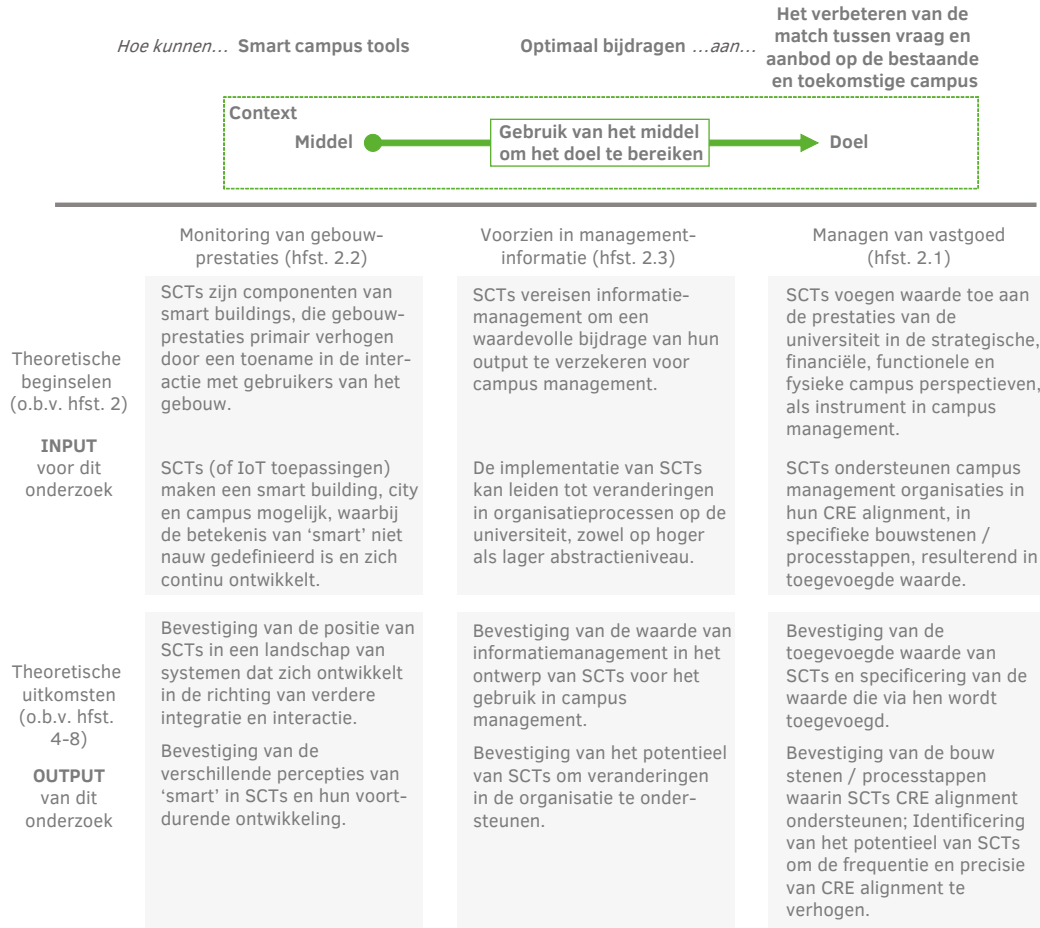 Hoe kunnen… Smart campus tools
Optimaal bijdragen …aan…
Het verbeteren van de
match tussen vraag en
aanbod op de bestaande
en toekomstige campus
Context
Middel
Gebruik van het middel
om het doel te bereiken
Doel
Monitoring van gebouw-
prestaties (hfst. 2.2)
Voorzien in management-
informatie (hfst. 2.3)
Managen van vastgoed
(hfst. 2.1)
Theoretische
beginselen
(o.b.v. hfst. 2)
INPUT
voor dit
onderzoek
SCTs zijn componenten van
smart buildings, die gebouw-
prestaties primair verhogen
door een toename in de inter-
actie met gebruikers van het
gebouw.
SCTs vereisen informatie-
management om een
waardevolle bijdrage van hun
output te verzekeren voor
campus management.
SCTs voegen waarde toe aan
de prestaties van de
universiteit in de strategische,
financiële, functionele en
fysieke campus perspectieven,
als instrument in campus
management.
SCTs (of IoT toepassingen)
maken een smart building, city
en campus mogelijk, waarbij
de betekenis van ‘smart’ niet
nauw gedefinieerd is en zich
continu ontwikkelt.
De implementatie van SCTs
kan leiden tot veranderingen
in organisatieprocessen op de
universiteit, zowel op hoger
als lager abstractieniveau.
SCTs ondersteunen campus
management organisaties in
hun CRE alignment, in
specifieke bouwstenen /
processtappen, resulterend in
toegevoegde waarde.
Theoretische
uitkomsten
(o.b.v. hfst.
4-8)
OUTPUT
van dit
onderzoek
Bevestiging van de positie van
SCTs in een landschap van
systemen dat zich ontwikkelt
in de richting van verdere
integratie en interactie.
Bevestiging van de waarde van
informatiemanagement in het
ontwerp van SCTs voor het
gebruik in campus
management.
Bevestiging van de
toegevoegde waarde van
SCTs en specificering van de
waarde die via hen wordt
toegevoegd.
Bevestiging van de
verschillende percepties van
‘smart’ in SCTs en hun voort-
durende ontwikkeling.
Bevestiging van het potentieel
van SCTs om veranderingen
in de organisatie te onder-
steunen.
Bevestiging van de bouw
stenen / processtappen
waarin SCTs CRE alignment
ondersteunen; Identificering
van het potentieel van SCTs
om de frequentie en precisie
van CRE alignment te
verhogen.